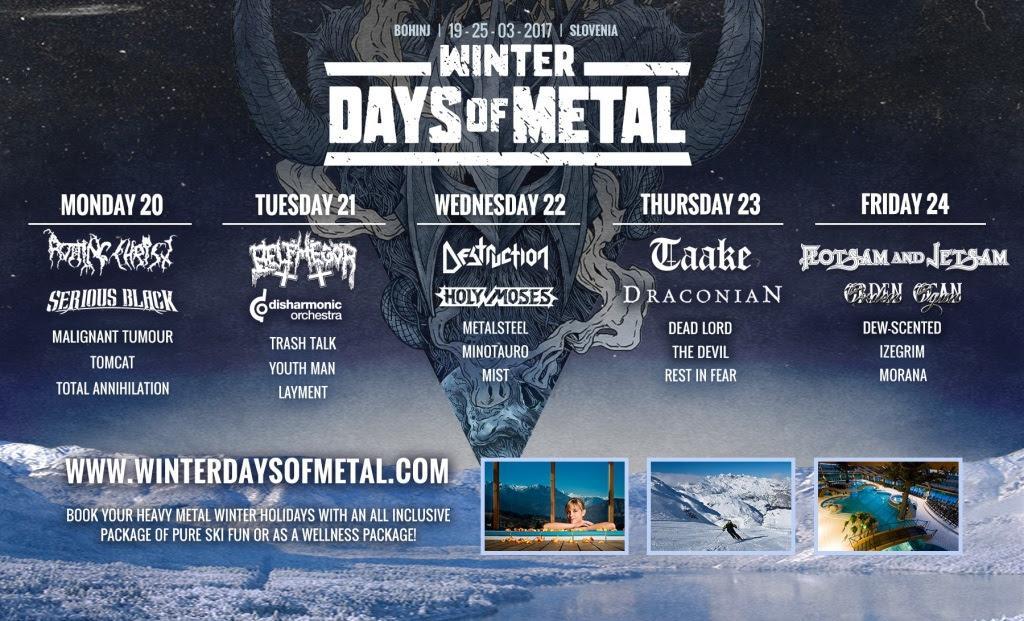 BOHINJ | 19-25-03-2017 | SLOVENIA
WINTER
DAYS OF METAL
MONDAY 20
ROTTING CHRIST
SERIOUS BLACK
MALIGNANT TUMOUR
TOMCAT
TOTAL ANNIHILATION
TUESDAY 21
BELPHEGOR
disharmonic
orchestra
TRASH TALK
YOUTH MAN
LAYMENT
WEDNESDAY 22
DESTRUCTION
HOLY MOSES
METALSTEEL
MINOTAURO
MIST
THURSDAY 23
Taake
DRACONIAN
DEAD LORD
THE DEVIL
REST IN FEAR
FRIDAY 24
FLOTSAM AND JETSAM
ORDEN OGAN
DEW-SCENTED
IZEGRIM
MORANA
WWW.WINTERDAYSOFMETAL.COM
BOOK YOUR HEAVY METAL WINTER HOLIDAYS WITH AN ALL INCLUSIVE
PACKAGE OF PURE SKI FUN OR AS A WELLNESS PACKAGE!